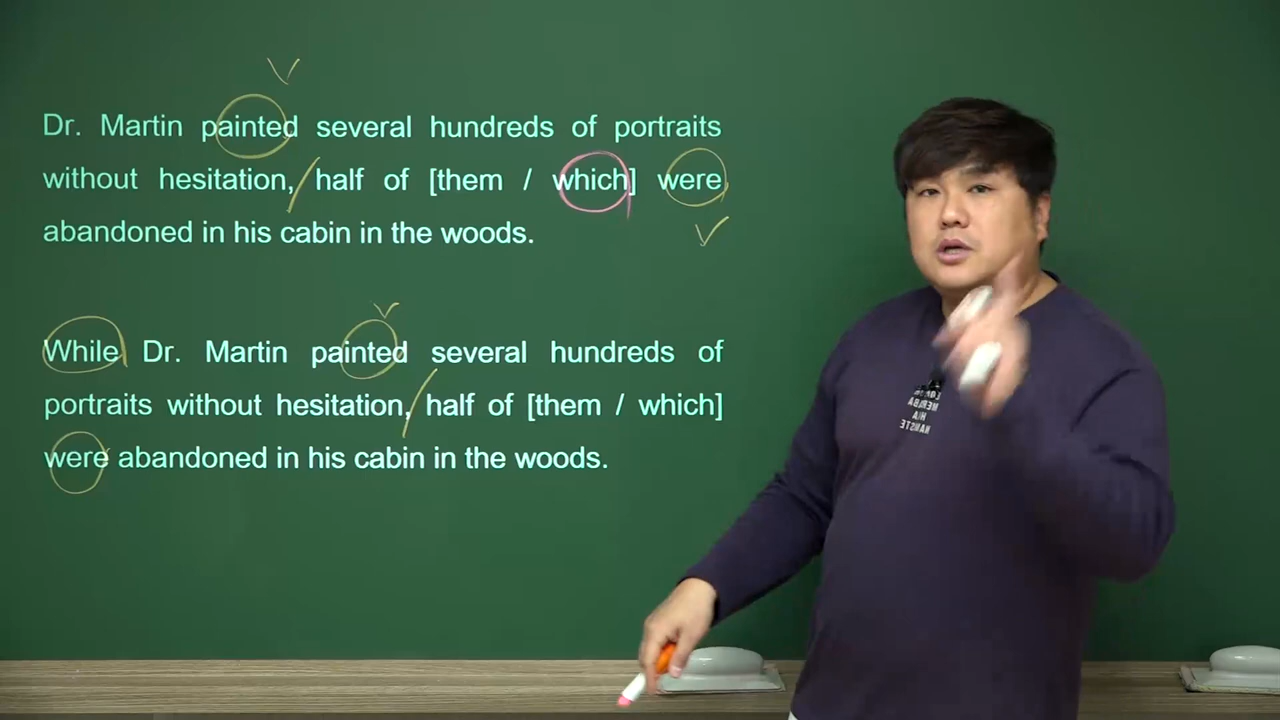 Dr. Martin painted several hundreds of portraits
without hesitation, half of [them / which] were
abandoned in his cabin in the woods.
While Dr. Martin painted several hundreds of
portraits without hesitation, half of [them / which]
were abandoned in his cabin in the woods.